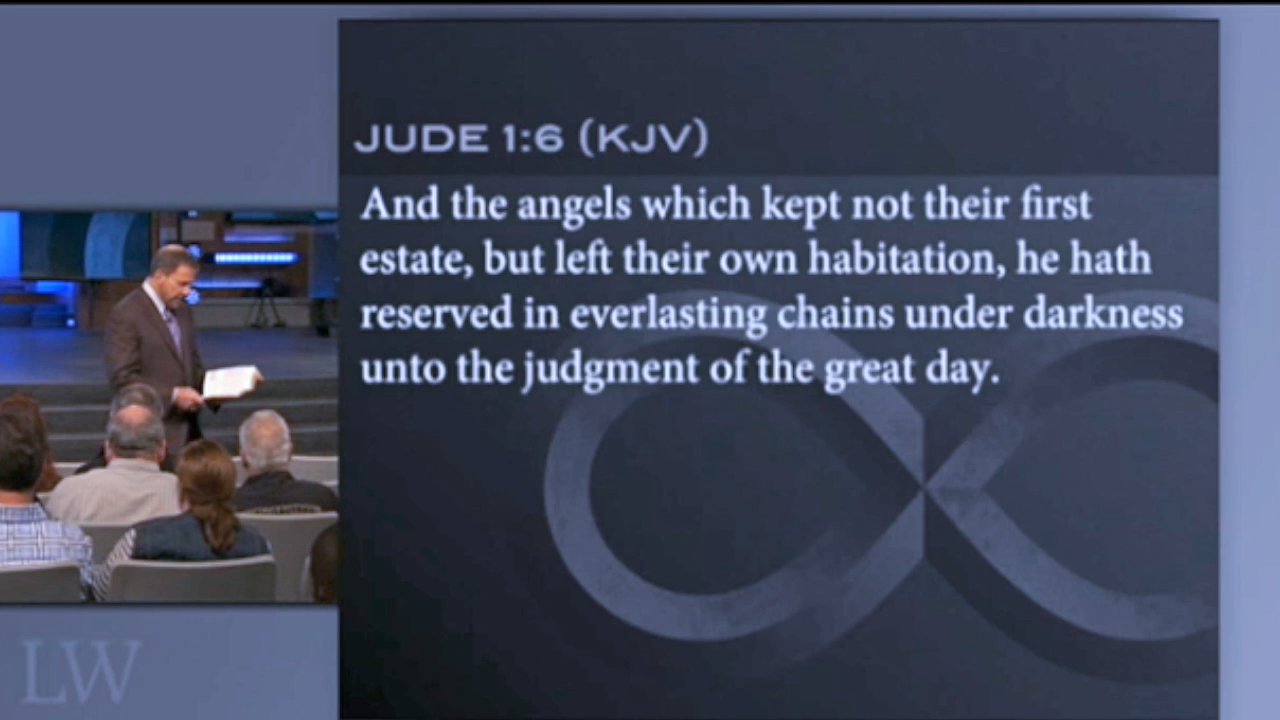 JUDE 1:6 (KJV)
And the angels which kept not their first
estate, but left their own habitation, he hath
reserved in everlasting chains under darkness
unto the judgment of the great day.
LW